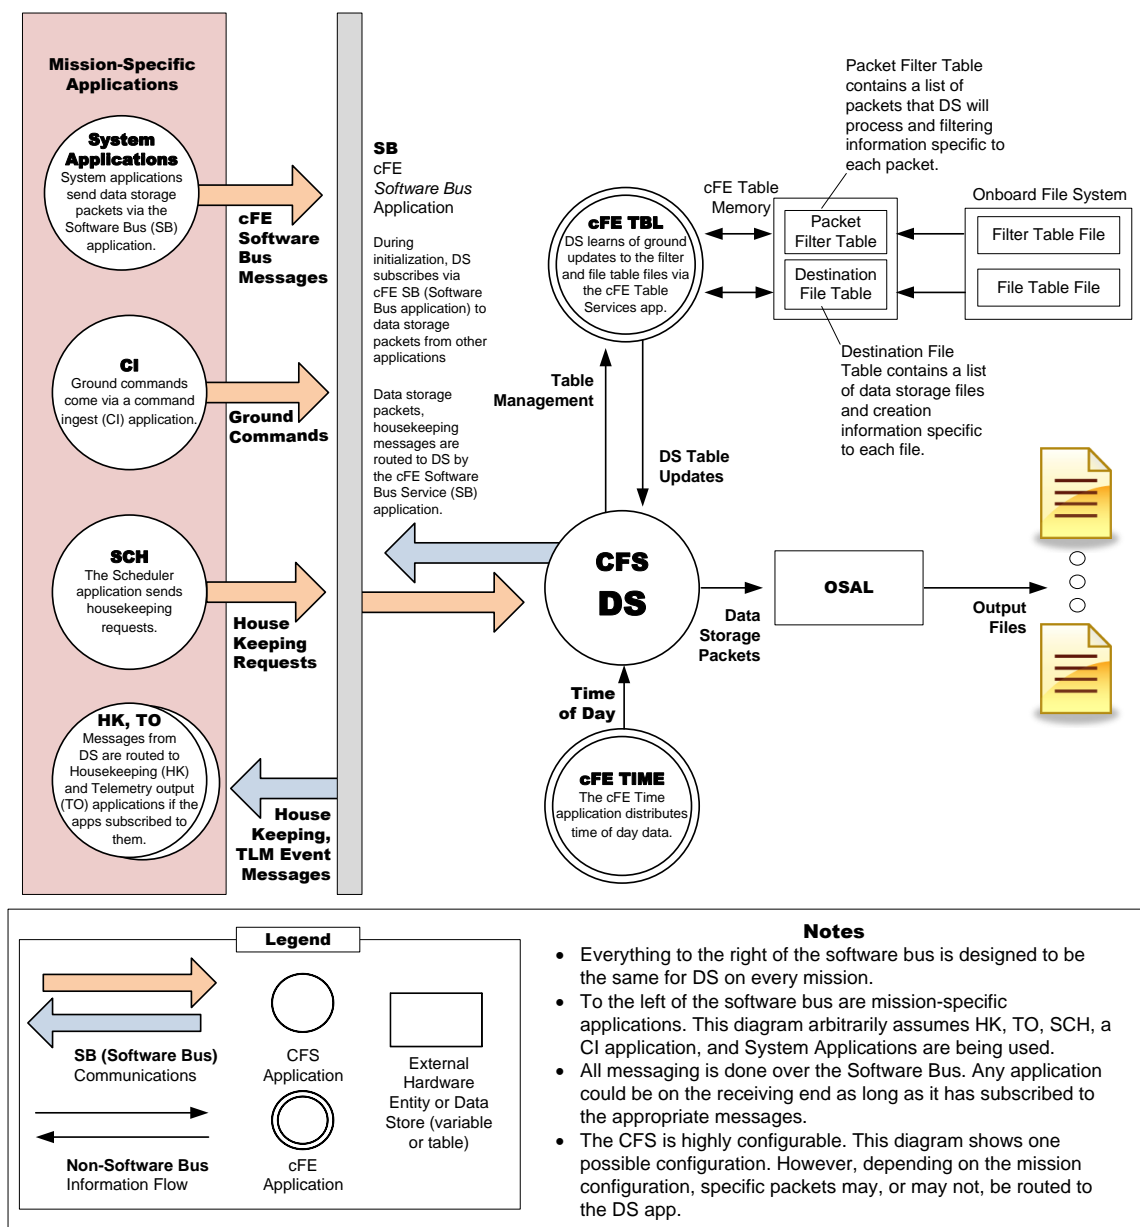 Mission-Specific
Applications
System
Applications
System applications
send data storage
packets via the
Software Bus (SB)
application.
cFE
Software
Bus
Messages
CI
Ground commands
come via a command
ingest (CI) application.
Ground
Commands
SCH
The Scheduler
application sends
housekeeping
requests.
House
Keeping
Requests
HK, TO
Messages from
DS are routed to
Housekeeping (HK)
and Telemetry output
(TO) applications if the
apps subscribed to
them.
House
Keeping,
TLM Event
Messages
SB
cFE
Software Bus
Application
During
initialization, DS
subscribes via
cFE SB (Software
Bus application) to
data storage
packets from other
applications
Data storage
packets,
housekeeping
messages are
routed to DS by
the cFE Software
Bus Service (SB)
application.
cFE TBL
DS learns of ground
updates to the filter
and file table files via
the cFE Table
Services app.
Table
Management
DS Table
Updates
CFS
DS
Time
of Day
cFE TIME
The cFE Time
application distributes
time of day data.
Packet Filter Table
contains a list of
packets that DS will
process and filtering
information specific to
each packet.
cFE Table
Memory
Packet
Filter Table
Destination
File Table
Onboard File System
Filter Table File
File Table File
Destination File
Table contains a list
of data storage files
and creation
information specific
to each file.
Data
Storage
Packets
OSAL
Output
Files
Legend
SB (Software Bus)
Communications
Non-Software Bus
Information Flow
CFS
Application
cFE
Application
External
Hardware
Entity or Data
Store (variable
or table)
Notes
• Everything to the right of the software bus is designed to be
the same for DS on every mission.
• To the left of the software bus are mission-specific
applications. This diagram arbitrarily assumes HK, TO, SCH, a
CI application, and System Applications are being used.
• All messaging is done over the Software Bus. Any application
could be on the receiving end as long as it has subscribed to
the appropriate messages.
• The CFS is highly configurable. This diagram shows one
possible configuration. However, depending on the mission
configuration, specific packets may, or may not, be routed to
the DS app.